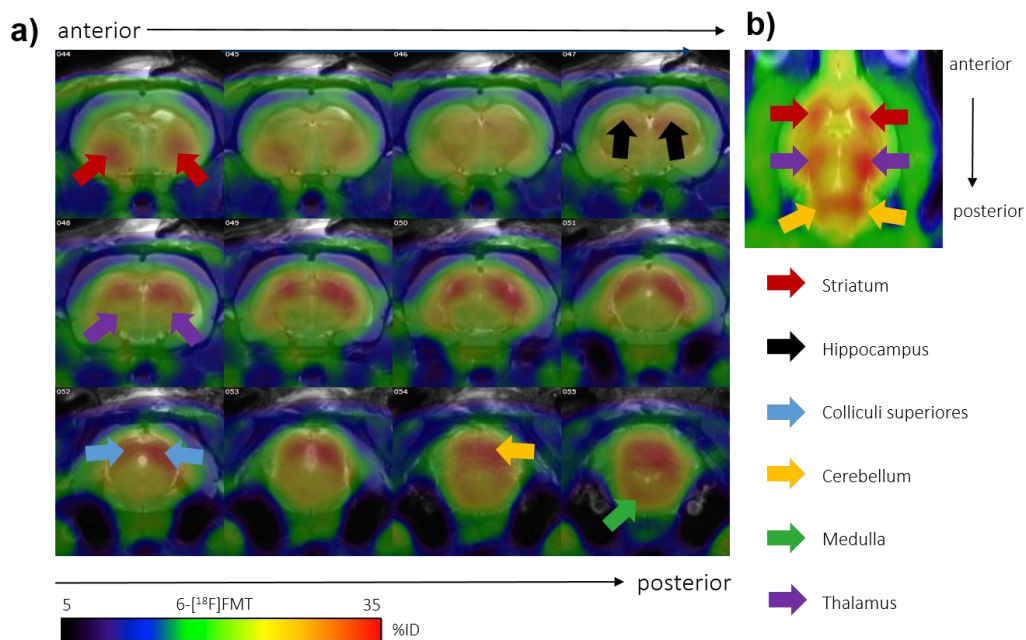 a)
anterior
044
045
046
047
048
049
050
051
052
053
054
055
posterior
5
6-[¹⁸F]FMT
35
%ID
b)
anterior
posterior
Striatum
Hippocampus
Colliculi superiores
Cerebellum
Medulla
Thalamus